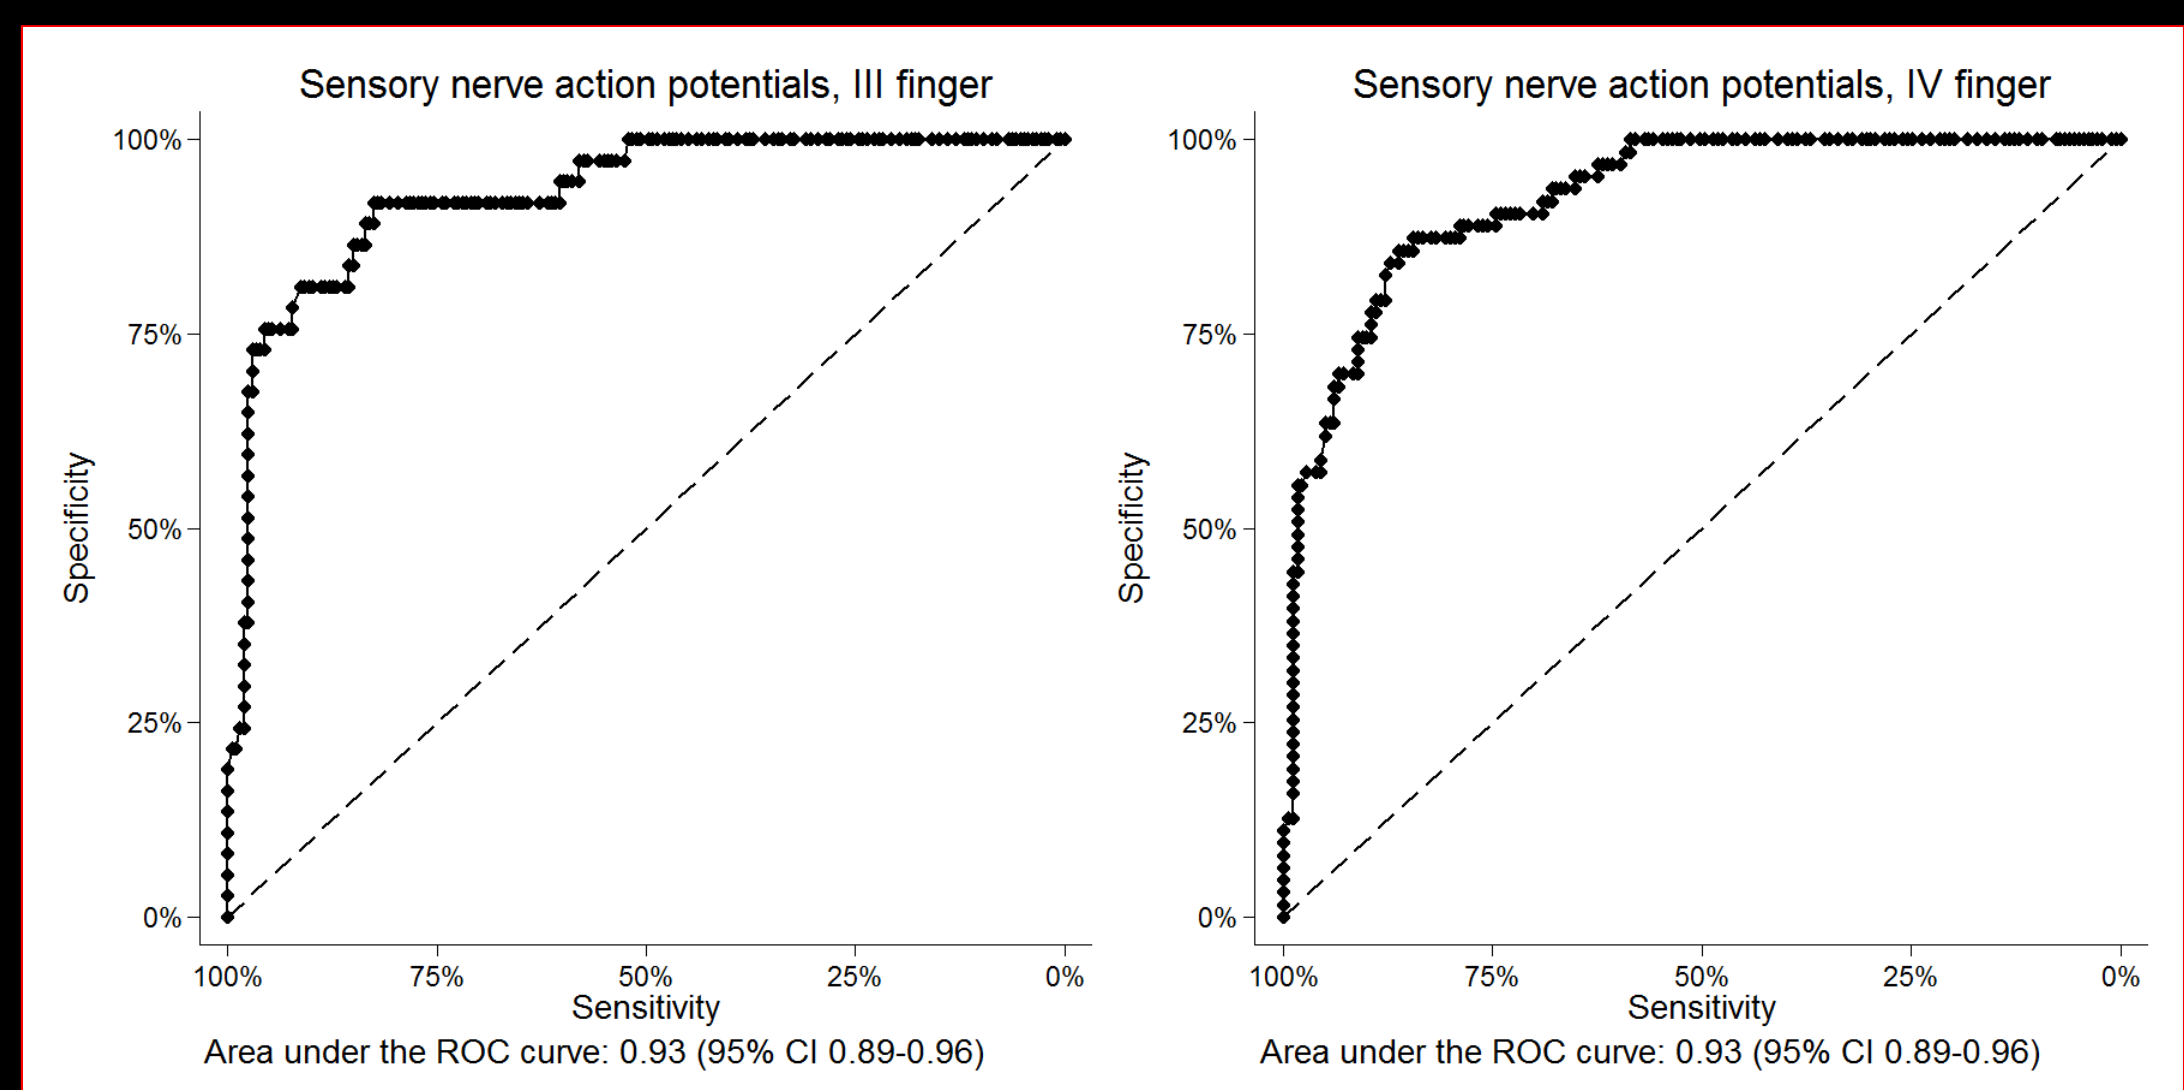 Sensory nerve action potentials, III finger
100%
75%
50%
25%
0%
Specificity
100% 75% 50% 25% 0%
Sensitivity
Area under the ROC curve: 0.93 (95% CI 0.89-0.96)
Sensory nerve action potentials, IV finger
100%
75%
50%
25%
0%
Specificity
100% 75% 50% 25% 0%
Sensitivity
Area under the ROC curve: 0.93 (95% CI 0.89-0.96)